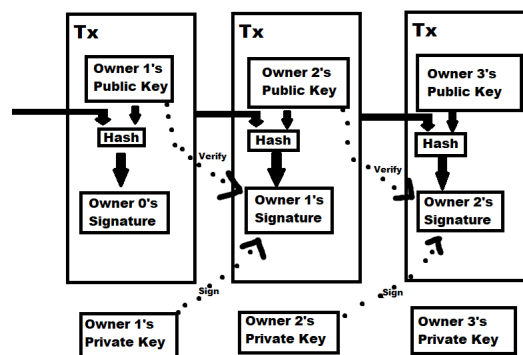 Tx
Owner 1's
Public Key
Hash
Owner 0's
Signature
Verify
Tx
Owner 2's
Public Key
Hash
Owner 1's
Signature
Verify
Tx
Owner 3's
Public Key
Hash
Owner 2's
Signature
Sign
Sign
Owner 1's
Private Key
Owner 2's
Private Key
Owner 3's
Private Key